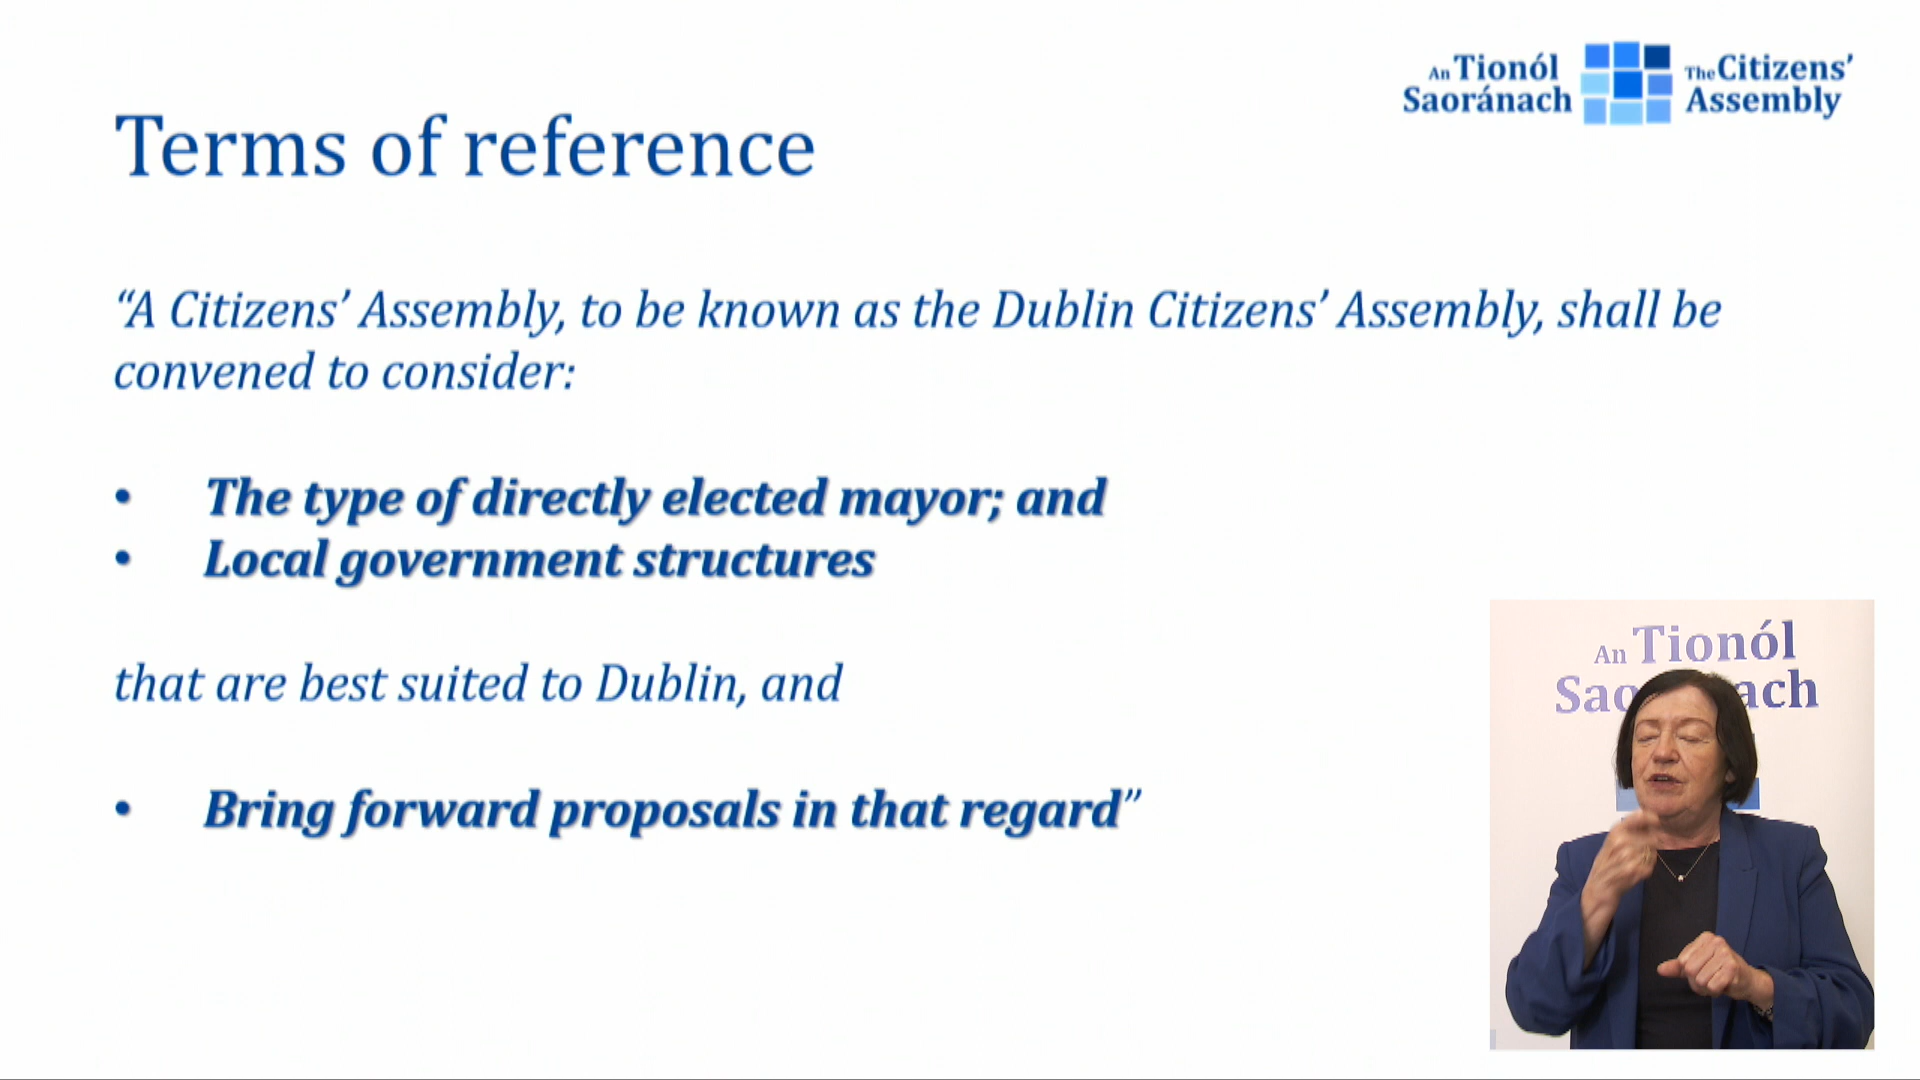 An Tionól
Saoránach
The Citizens’
Assembly
Terms of reference
“A Citizens’ Assembly, to be known as the Dublin Citizens’ Assembly, shall be
convened to consider:
• The type of directly elected mayor; and
• Local government structures
that are best suited to Dublin, and
• Bring forward proposals in that regard”
An Tionól